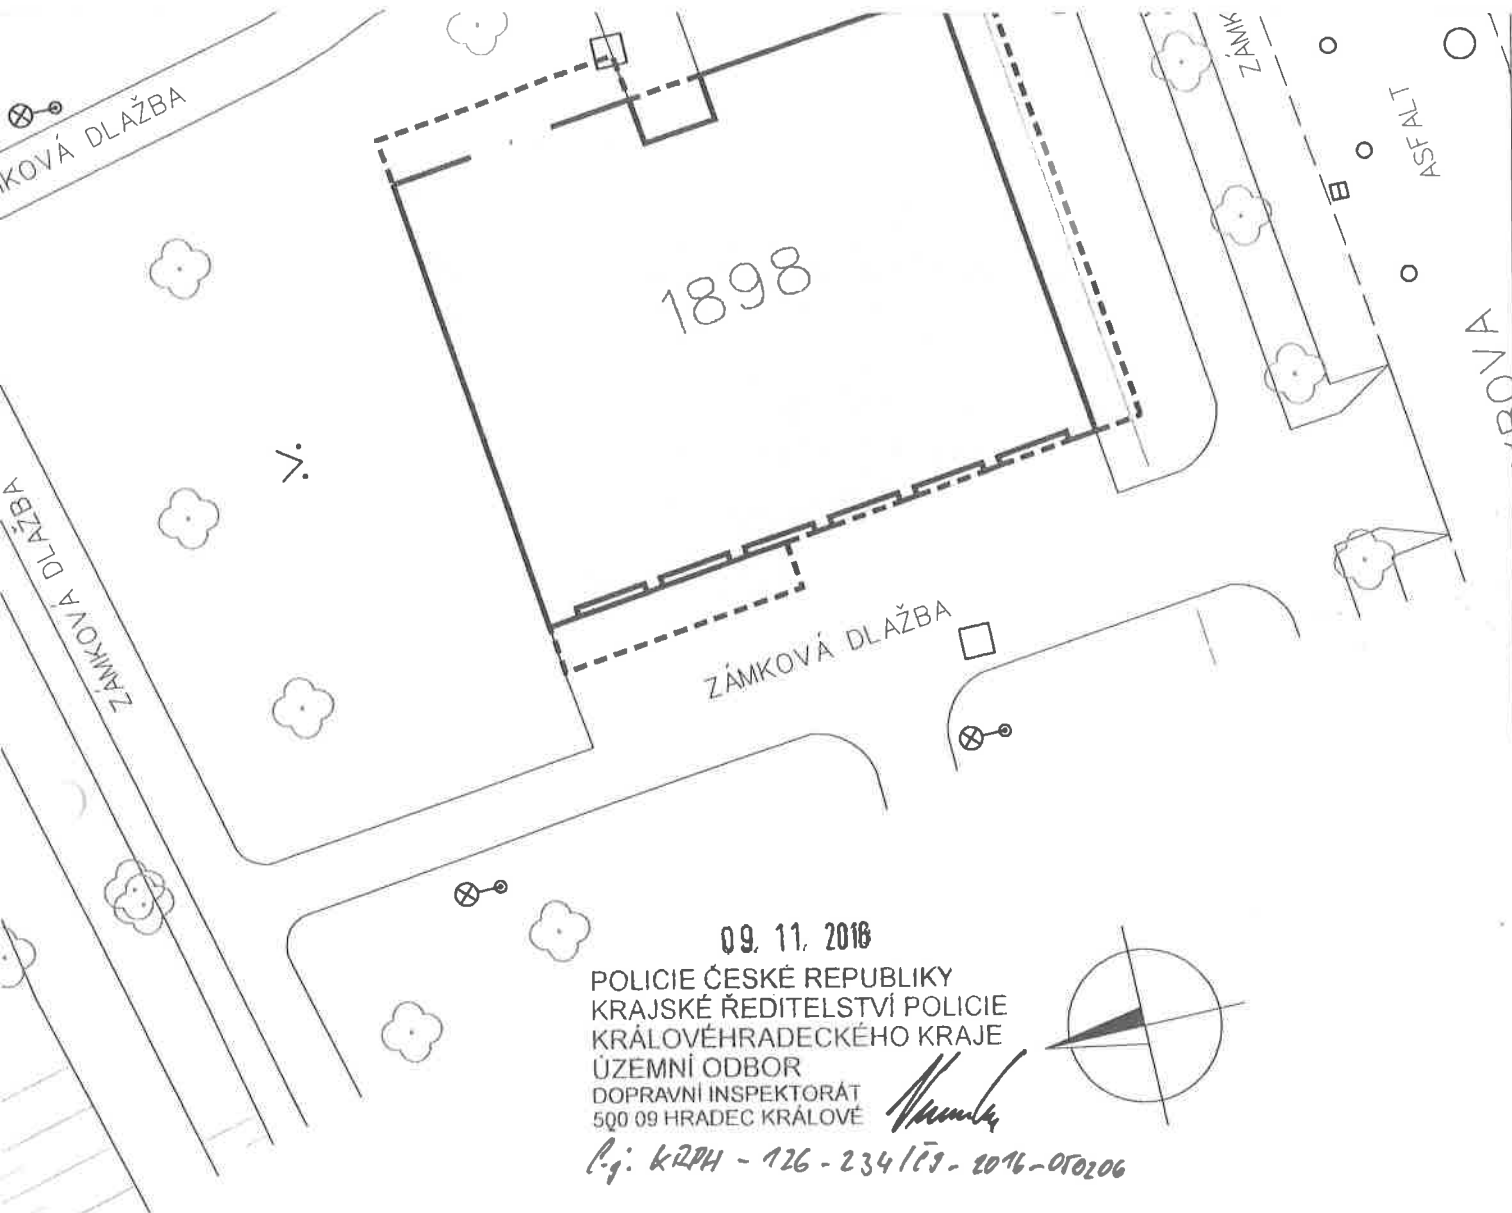 KOVÁ DLAŽBA
ZÁMK
ASFALT
1898
ROVA
ZÁMKOVÁ DLAŽBA
ZÁMKOVÁ DLAŽBA
09. 11. 2016
POLICIE ČESKÉ REPUBLIKY
KRAJSKÉ ŘEDITELSTVÍ POLICIE
KRÁLOVÉHRADECKÉHO KRAJE
ÚZEMNÍ ODBOR
DOPRAVNÍ INSPEKTORÁT
500 09 HRADEC KRÁLOVÉ
č.j: KRPH - 126 - 234/ČJ - 2016 - 050206